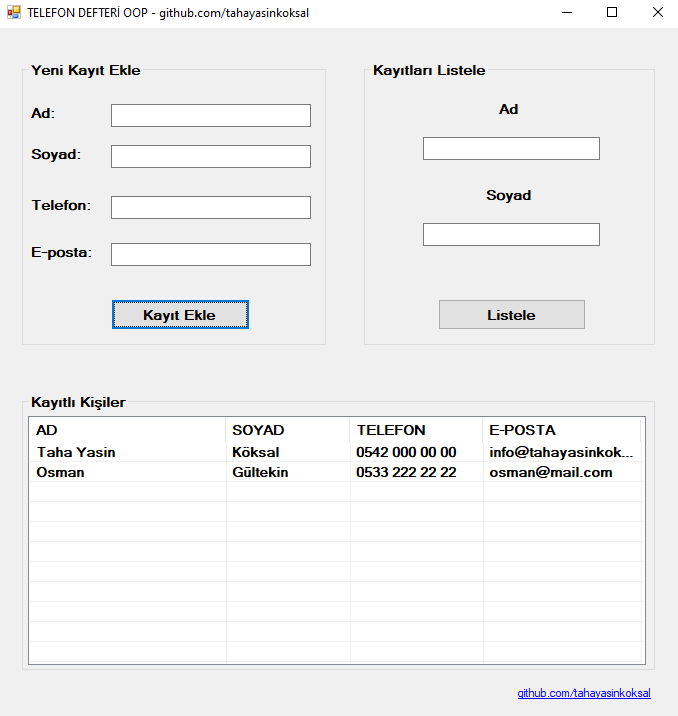 TELEFON DEFTERİ OOP - github.com/tahayasinkoksal
Yeni Kayıt Ekle
Ad:
Soyad:
Telefon:
E-posta:
Kayıt Ekle
Kayıtları Listele
Ad
Soyad
Listele
Kayıtlı Kişiler
AD SOYAD TELEFON E-POSTA
Taha Yasin Köksal 0542 000 00 00 info@tahayasinkok...
Osman Gültekin 0533 222 22 22 osman@mail.com
github.com/tahayasinkoksal